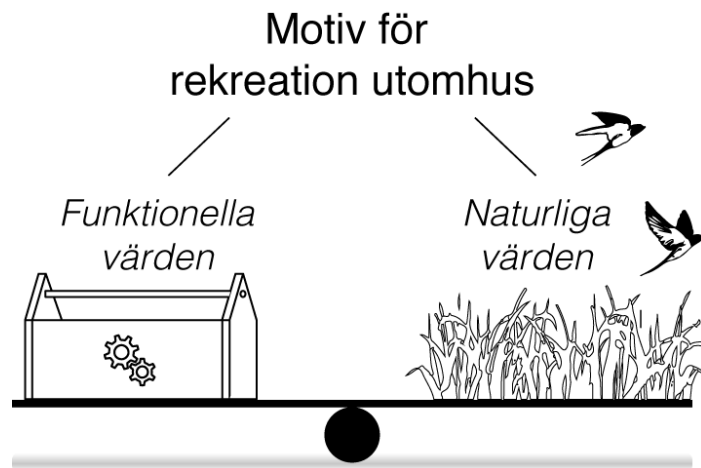 Motiv för
rekreation utomhus
Funktionella
värden
Naturliga
värden